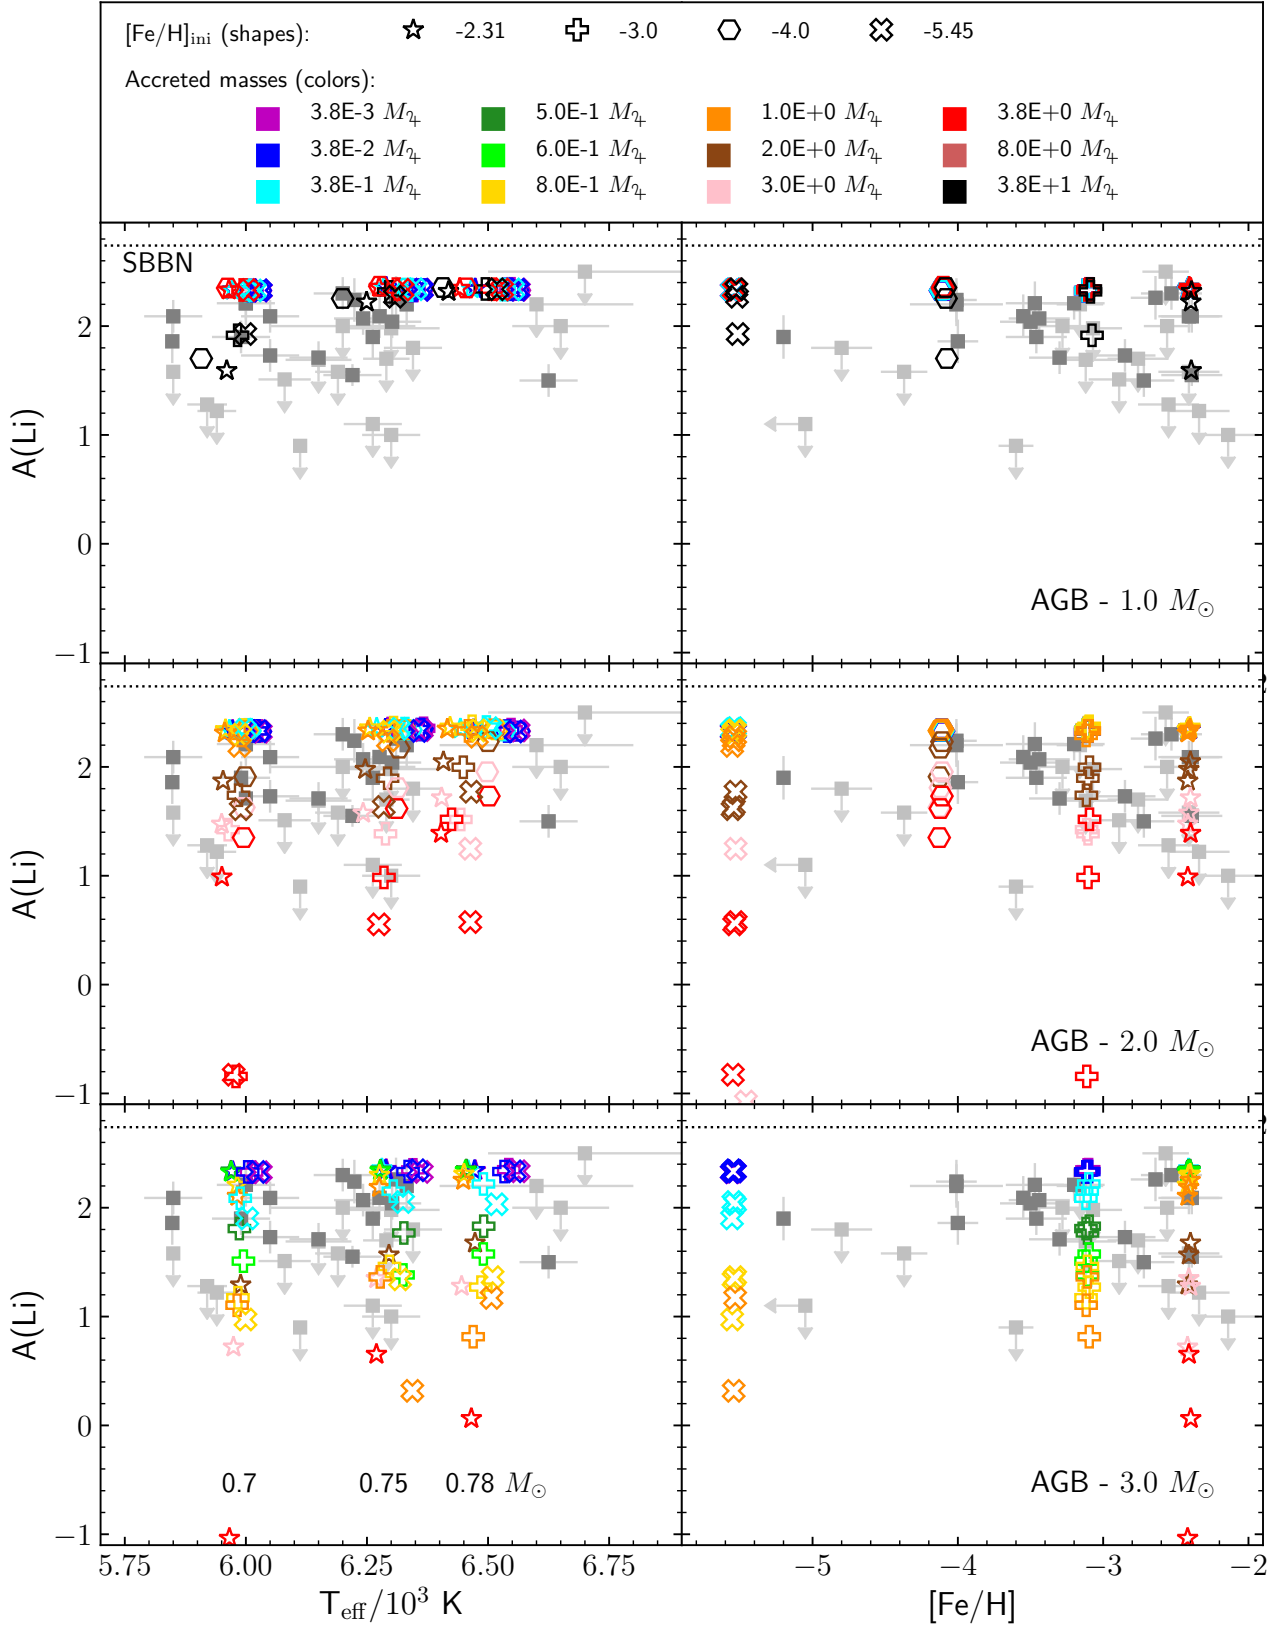 [Fe/H]ini (shapes): -2.31 -3.0 -4.0 -5.45
Accreted masses (colors):
3.8E-3 M♃ 5.0E-1 M♃ 1.0E+0 M♃ 3.8E+0 M♃
3.8E-2 M♃ 6.0E-1 M♃ 2.0E+0 M♃ 8.0E+0 M♃
3.8E-1 M♃ 8.0E-1 M♃ 3.0E+0 M♃ 3.8E+1 M♃
SBBN
2
1
0
−1
A(Li)
AGB - 1.0 M⊙
2
1
0
−1
A(Li)
AGB - 2.0 M⊙
2
1
0
−1
A(Li)
0.7 0.75 0.78 M⊙
AGB - 3.0 M⊙
5.75 6.00 6.25 6.50 6.75
−5 −4 −3 −2
Teff/10³ K
[Fe/H]